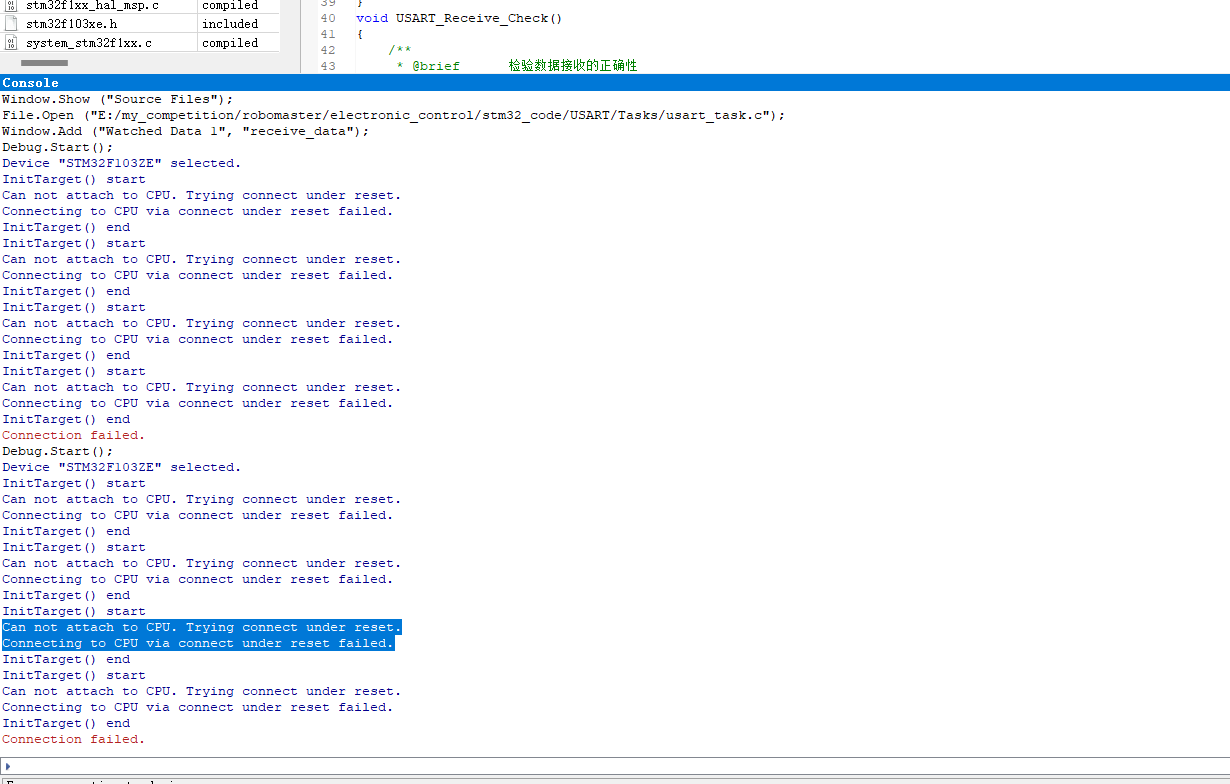 stm32f1xx_hal_msp.c compiled
stm32f103xe.h included
system_stm32f1xx.c compiled
39 }
40 void USART_Receive_Check()
41 {
42 /**
43 * @brief 检验数据接收的正确性
Console
Window.Show ("Source Files");
File.Open ("E:/my_competition/robomaster/electronic_control/stm32_code/USART/Tasks/usart_task.c");
Window.Add ("Watched Data 1", "receive_data");
Debug.Start();
Device "STM32F103ZE" selected.
InitTarget() start
Can not attach to CPU. Trying connect under reset.
Connecting to CPU via connect under reset failed.
InitTarget() end
InitTarget() start
Can not attach to CPU. Trying connect under reset.
Connecting to CPU via connect under reset failed.
InitTarget() end
InitTarget() start
Can not attach to CPU. Trying connect under reset.
Connecting to CPU via connect under reset failed.
InitTarget() end
InitTarget() start
Can not attach to CPU. Trying connect under reset.
Connecting to CPU via connect under reset failed.
InitTarget() end
Connection failed.
Debug.Start();
Device "STM32F103ZE" selected.
InitTarget() start
Can not attach to CPU. Trying connect under reset.
Connecting to CPU via connect under reset failed.
InitTarget() end
InitTarget() start
Can not attach to CPU. Trying connect under reset.
Connecting to CPU via connect under reset failed.
InitTarget() end
InitTarget() start
Can not attach to CPU. Trying connect under reset.
Connecting to CPU via connect under reset failed.
InitTarget() end
InitTarget() start
Can not attach to CPU. Trying connect under reset.
Connecting to CPU via connect under reset failed.
InitTarget() end
Connection failed.